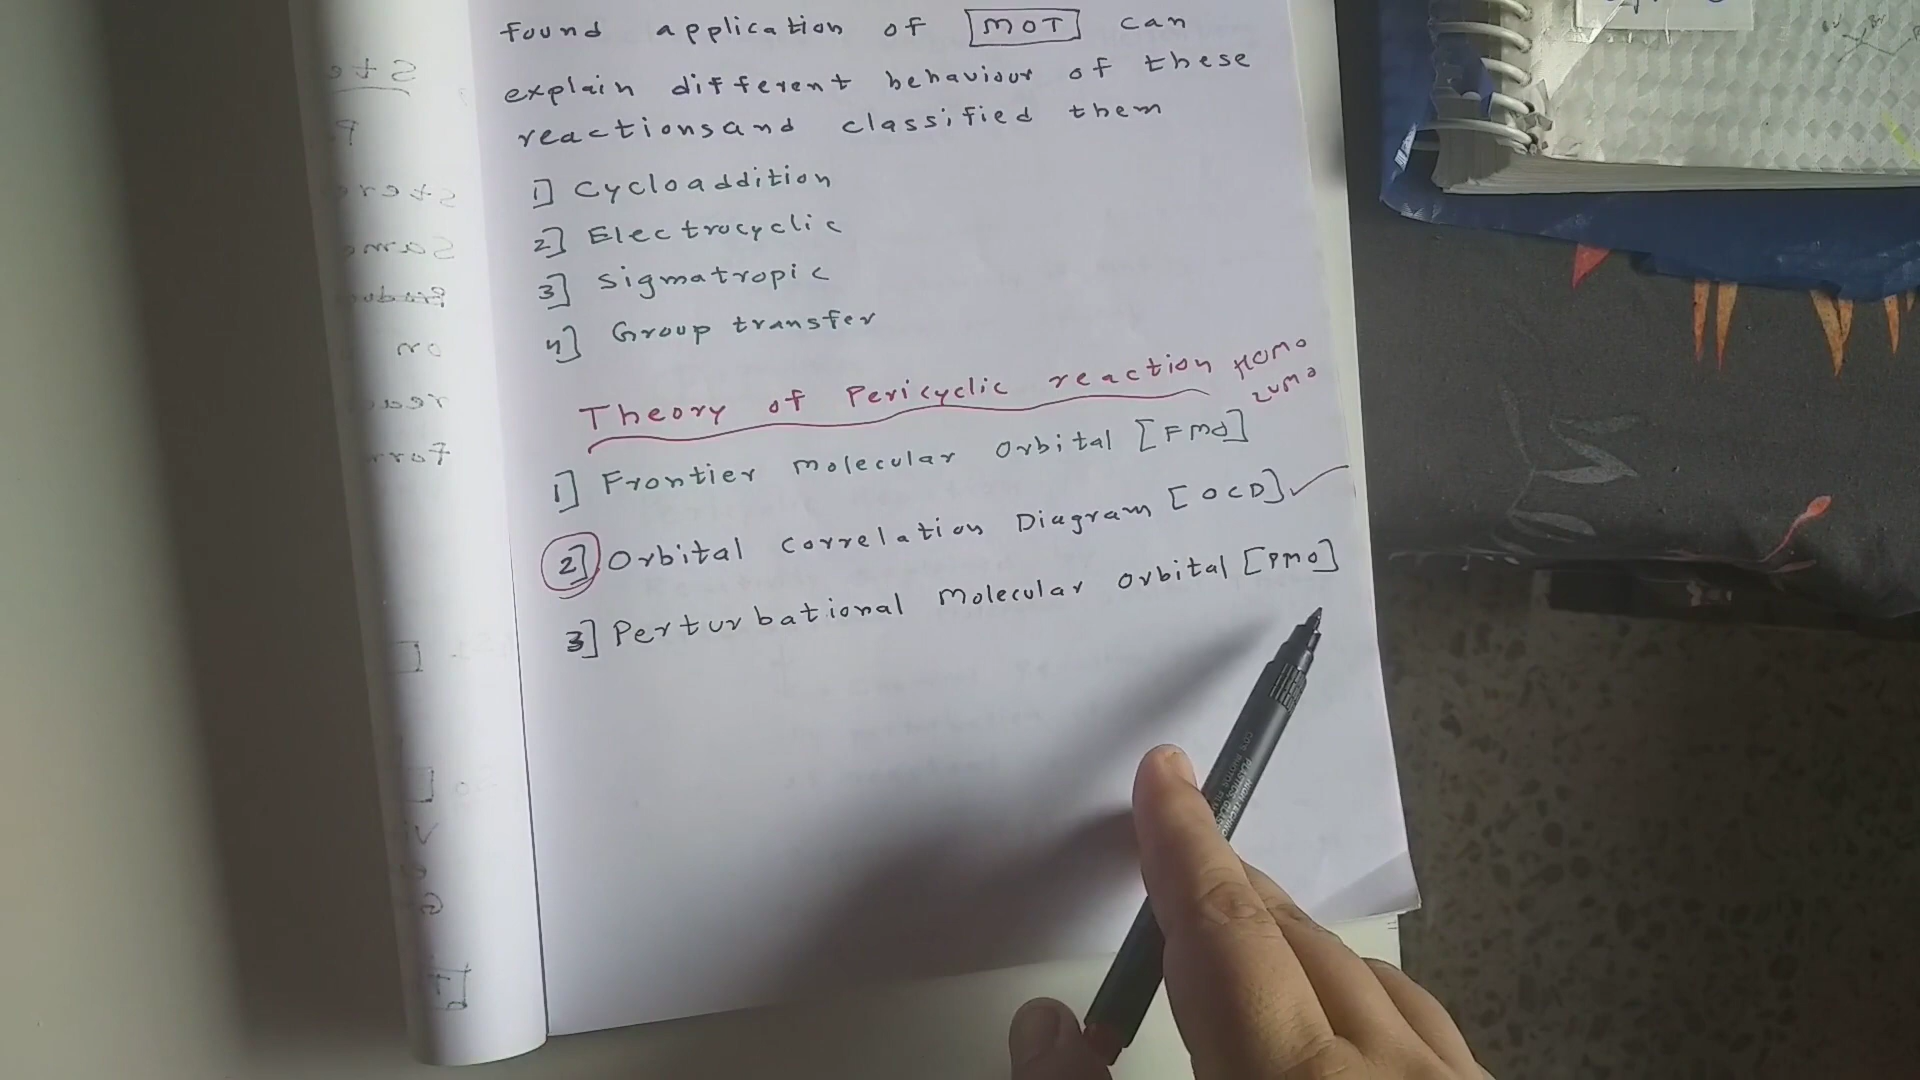 found application of MOT can
explain different behaviour of these
reactions and classified them
1] Cycloaddition
2] Electrocyclic
3] Sigmatropic
4] Group transfer
Theory of Pericyclic reaction HOMO
LUMO
1] Frontier Molecular Orbital [FMO]
2] Orbital Correlation Diagram [OCD] ✓
3] Perturbational Molecular Orbital [PMO]